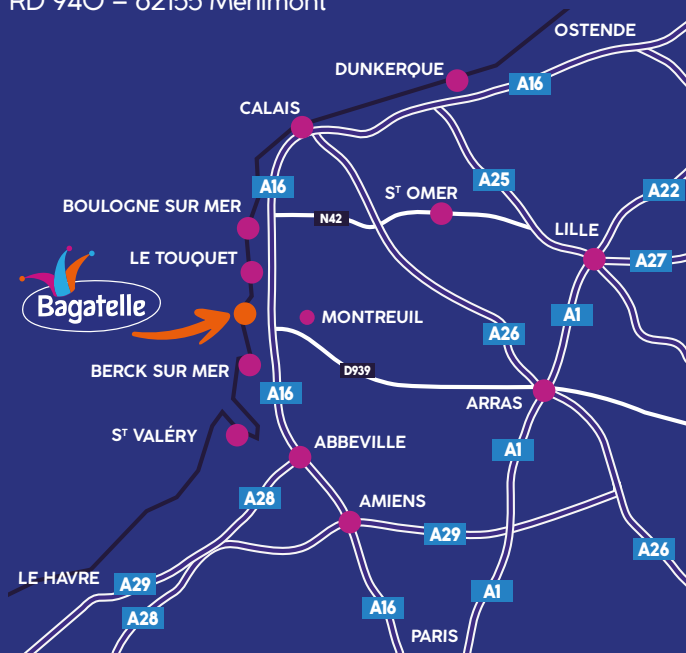 RD 940 – 62155 Merlimont
OSTENDE
DUNKERQUE
A16
CALAIS
A25
A16
ST OMER
A22
BOULOGNE SUR MER
N42
LILLE
LE TOUQUET
A27
Bagatelle
MONTREUIL
A1
A26
D939
BERCK SUR MER
A16
ARRAS
ST VALÉRY
ABBEVILLE
A1
A28
AMIENS
A29
A26
LE HAVRE
A29
A1
A16
A28
PARIS